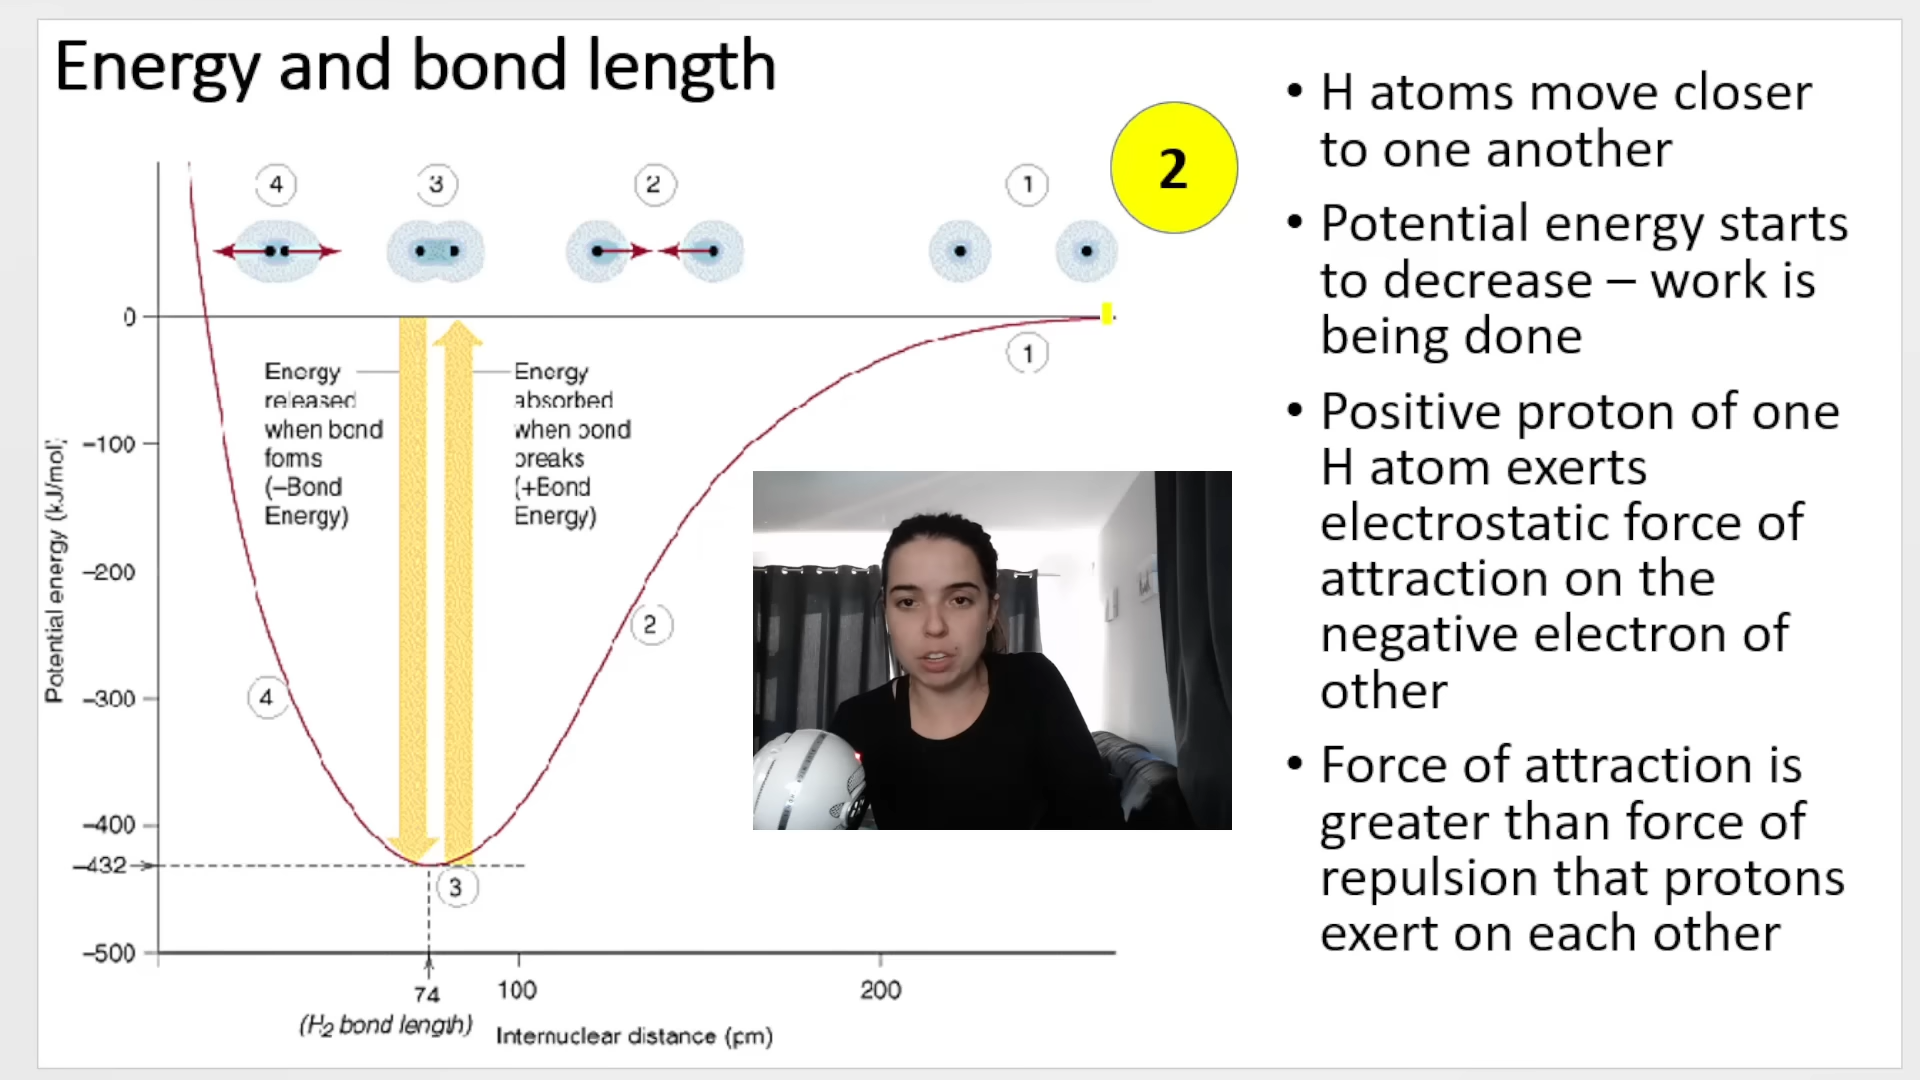 Energy and bond length
2
4
3
2
1
0
Energy
released
when bond
forms
(–Bond
Energy)
Energy
absorbed
when bond
breaks
(+Bond
Energy)
1
–100
–200
–300
–400
–432
–500
Potential energy (kJ/mol)
2
4
3
74
100
200
(H₂ bond length)
Internuclear distance (pm)
• H atoms move closer
to one another
• Potential energy starts
to decrease – work is
being done
• Positive proton of one
H atom exerts
electrostatic force of
attraction on the
negative electron of
other
• Force of attraction is
greater than force of
repulsion that protons
exert on each other